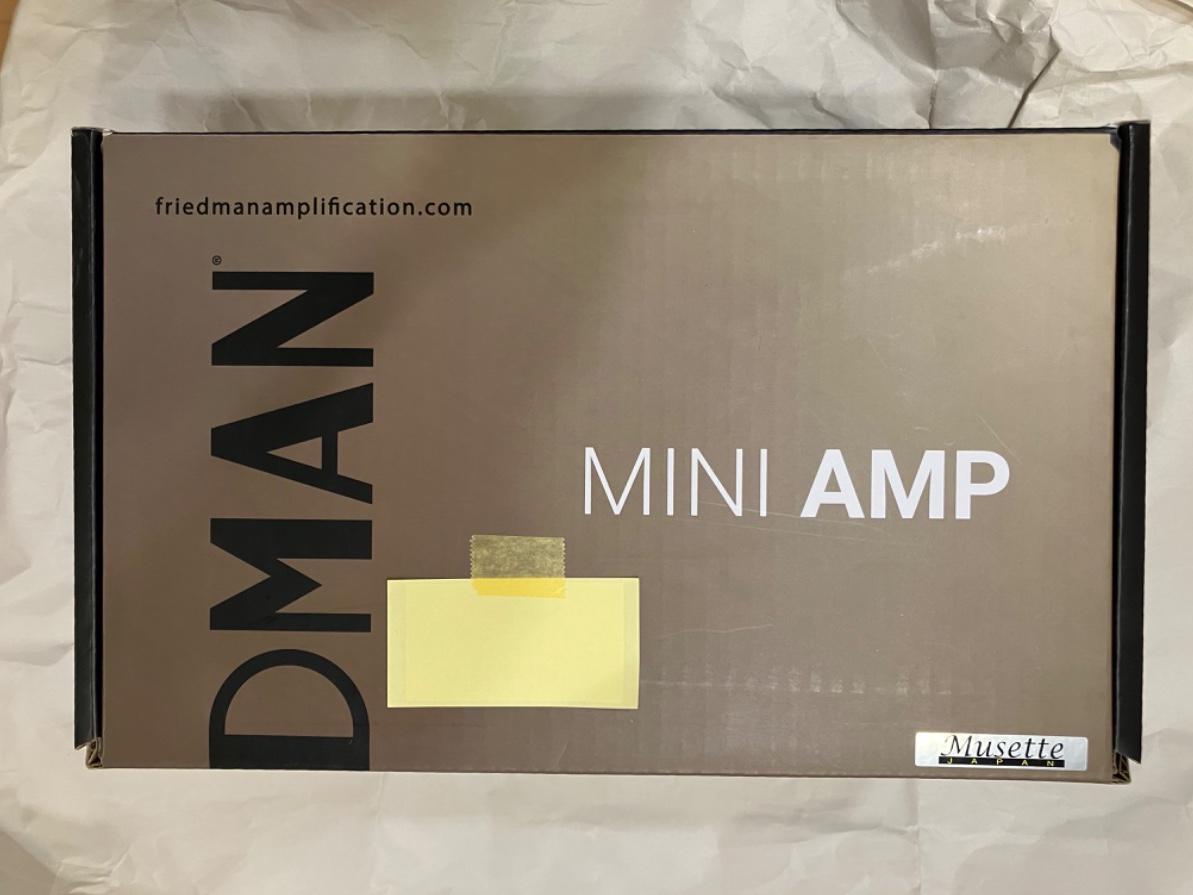 friedmanamplification.com
DMAN®
MINI AMP
Musette
JAPAN